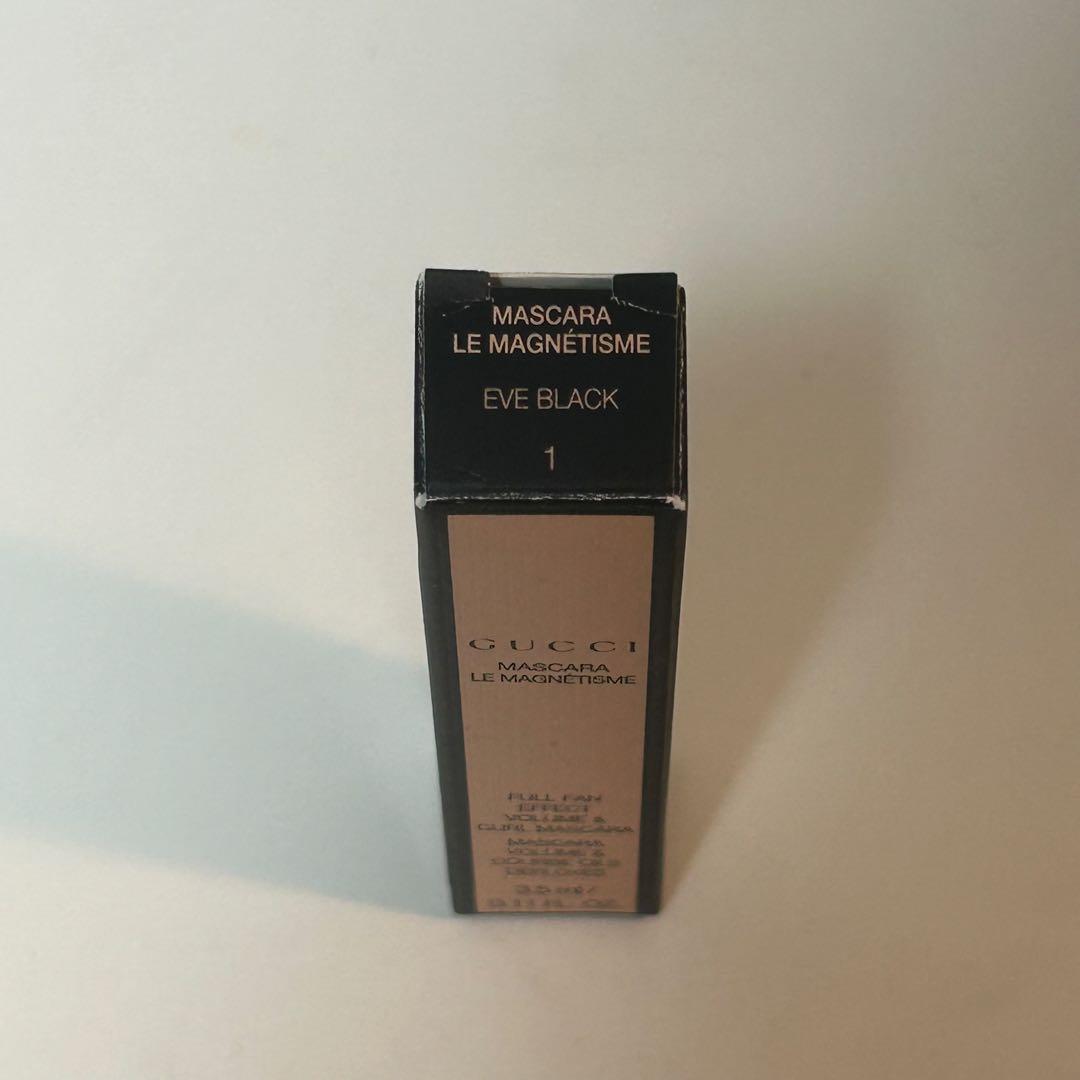 MASCARA
LE MAGNÉTISME
EVE BLACK
1
GUCCI
MASCARA
LE MAGNÉTISME
FULL FAN
EFFECT
VOLUME &
CURL MASCARA
MASCARA
VOLUME &
COURBE CILS
DÉPLOYÉS
3.5 ml /
0.11 FL. OZ.